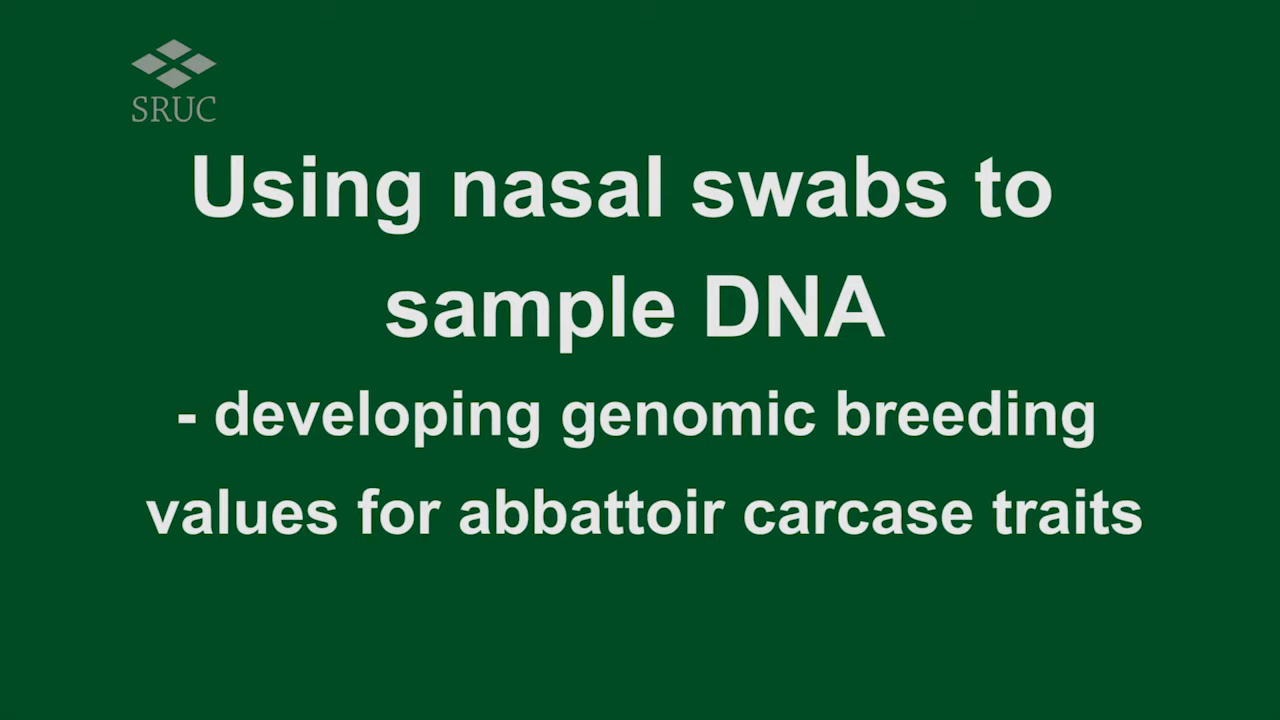 SRUC
Using nasal swabs to
sample DNA
- developing genomic breeding
values for abbattoir carcase traits